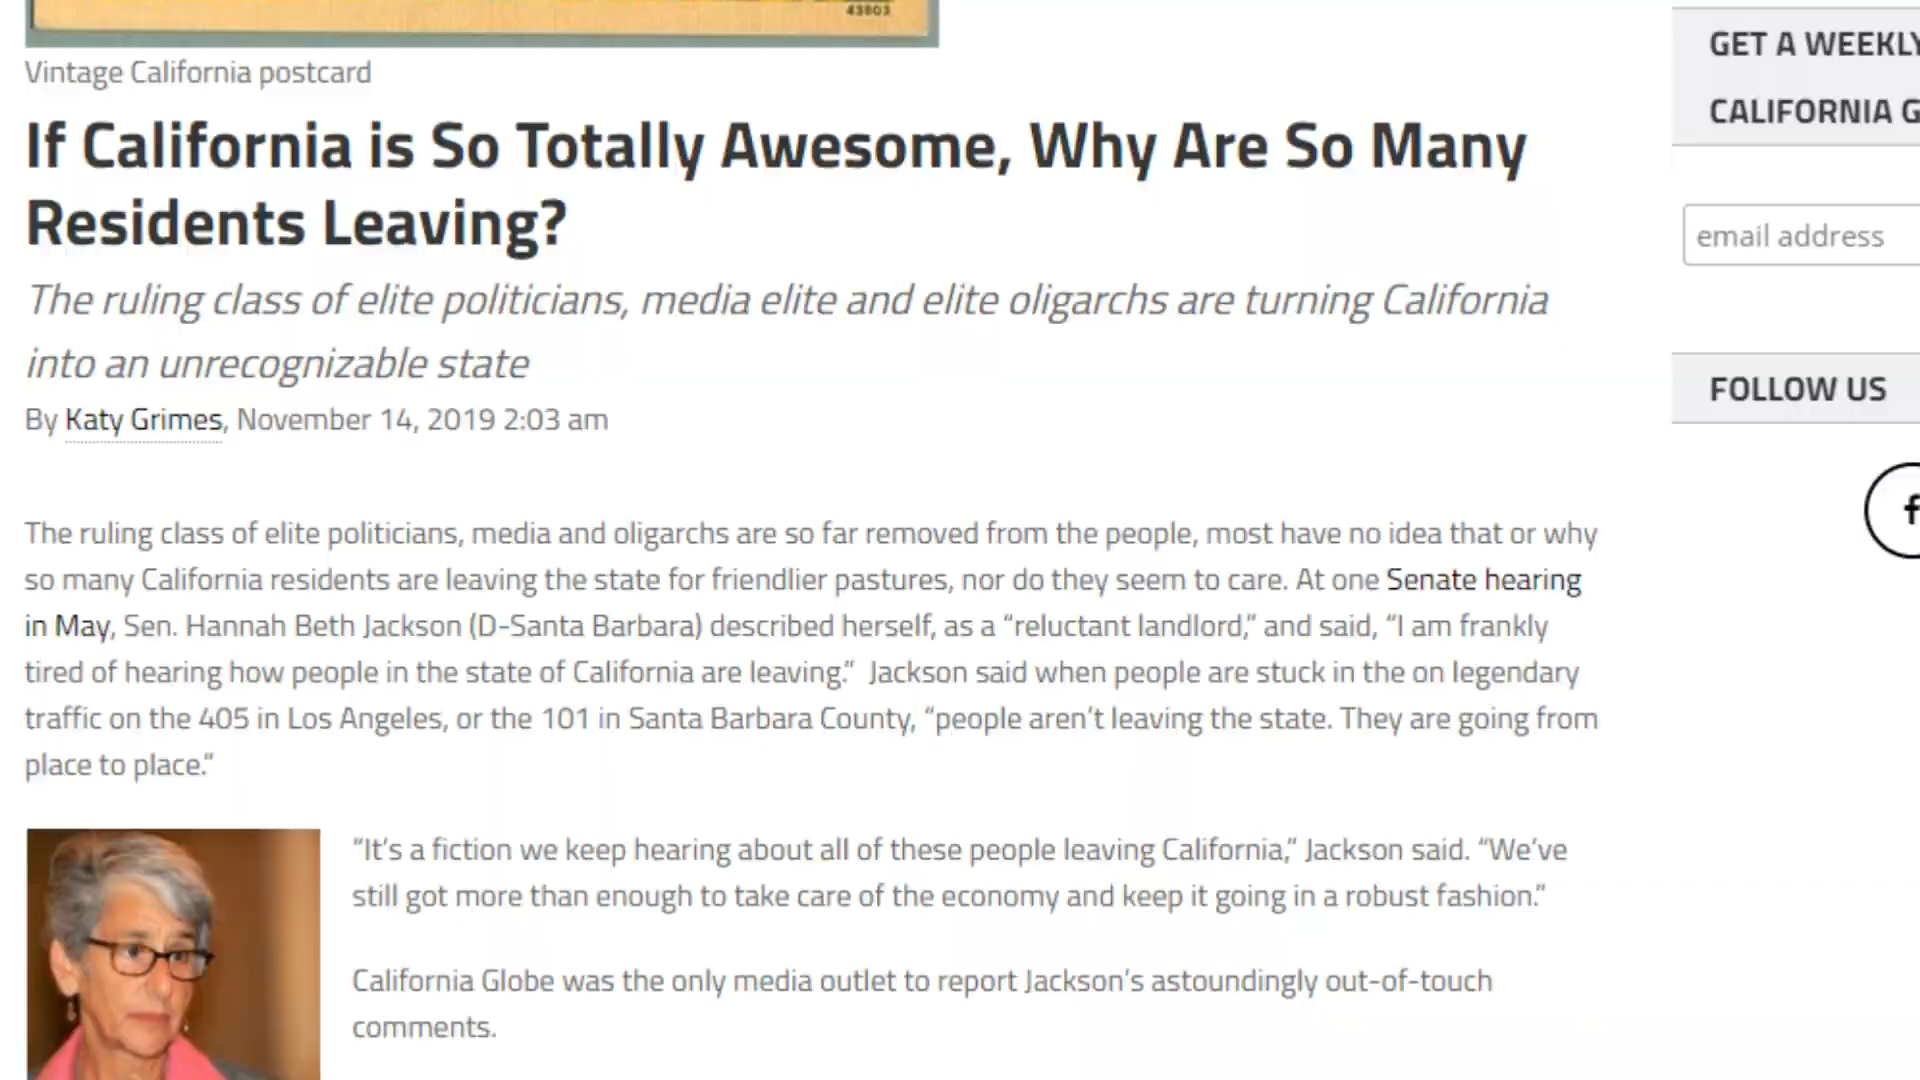 43803
Vintage California postcard
If California is So Totally Awesome, Why Are So Many
Residents Leaving?
The ruling class of elite politicians, media elite and elite oligarchs are turning California
into an unrecognizable state
By Katy Grimes, November 14, 2019 2:03 am
The ruling class of elite politicians, media and oligarchs are so far removed from the people, most have no idea that or why
so many California residents are leaving the state for friendlier pastures, nor do they seem to care. At one Senate hearing
in May, Sen. Hannah Beth Jackson (D-Santa Barbara) described herself, as a “reluctant landlord,” and said, “I am frankly
tired of hearing how people in the state of California are leaving.”  Jackson said when people are stuck in the on legendary
traffic on the 405 in Los Angeles, or the 101 in Santa Barbara County, “people aren’t leaving the state. They are going from
place to place.”
“It’s a fiction we keep hearing about all of these people leaving California,” Jackson said. “We’ve
still got more than enough to take care of the economy and keep it going in a robust fashion.”
California Globe was the only media outlet to report Jackson’s astoundingly out-of-touch
comments.
GET A WEEKLY
CALIFORNIA G
email address
FOLLOW US
f